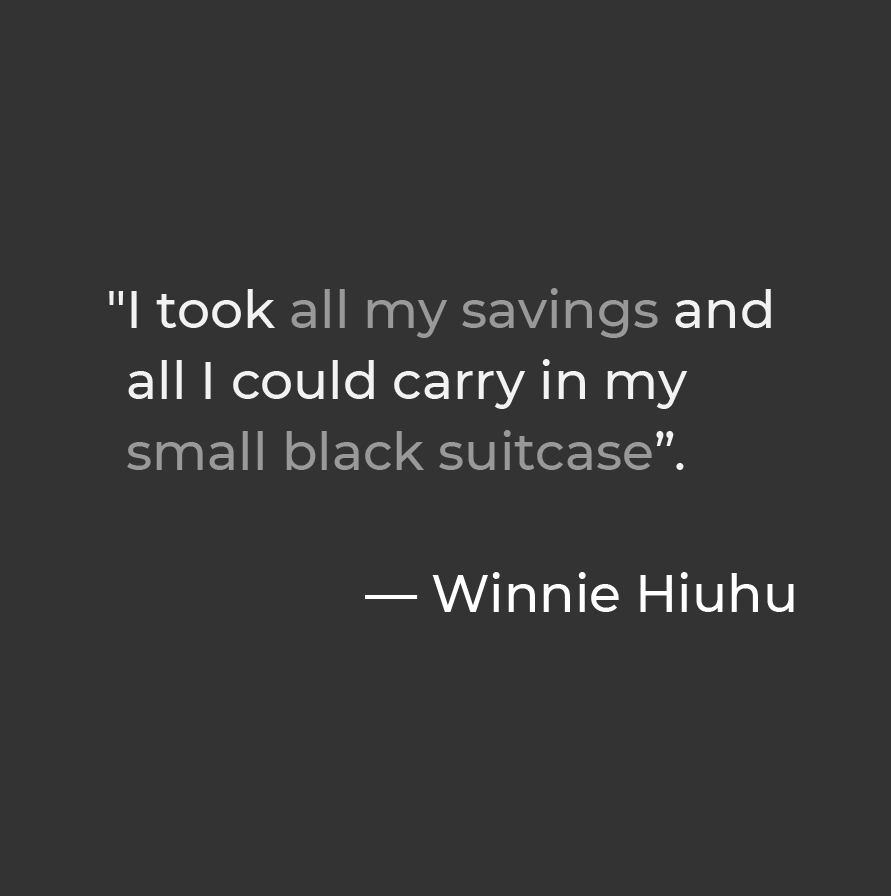 "I took all my savings and
all I could carry in my
small black suitcase”.
— Winnie Hiuhu